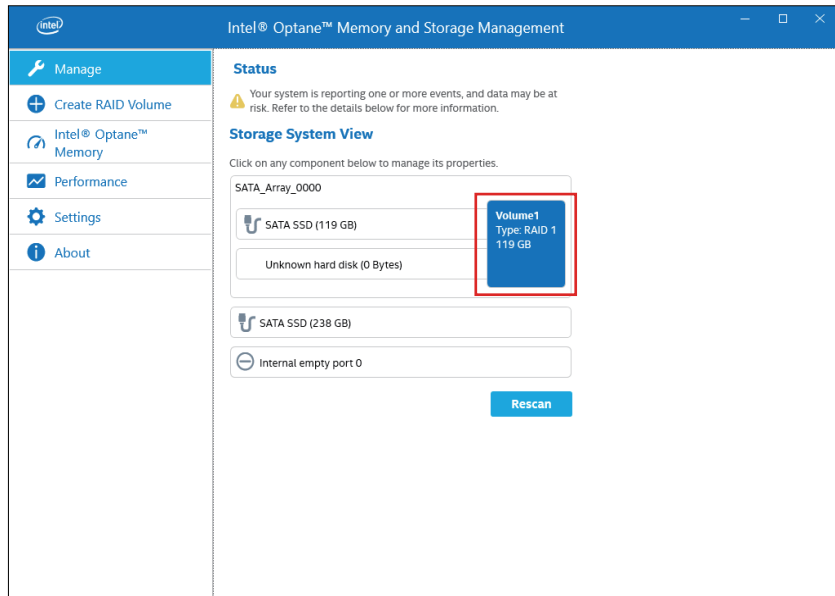 intel
Intel® Optane™ Memory and Storage Management
Manage
Create RAID Volume
Intel® Optane™
Memory
Performance
Settings
About
Status
Your system is reporting one or more events, and data may be at
risk. Refer to the details below for more information.
Storage System View
Click on any component below to manage its properties.
SATA_Array_0000
SATA SSD (119 GB)
Unknown hard disk (0 Bytes)
Volume1
Type: RAID 1
119 GB
SATA SSD (238 GB)
Internal empty port 0
Rescan